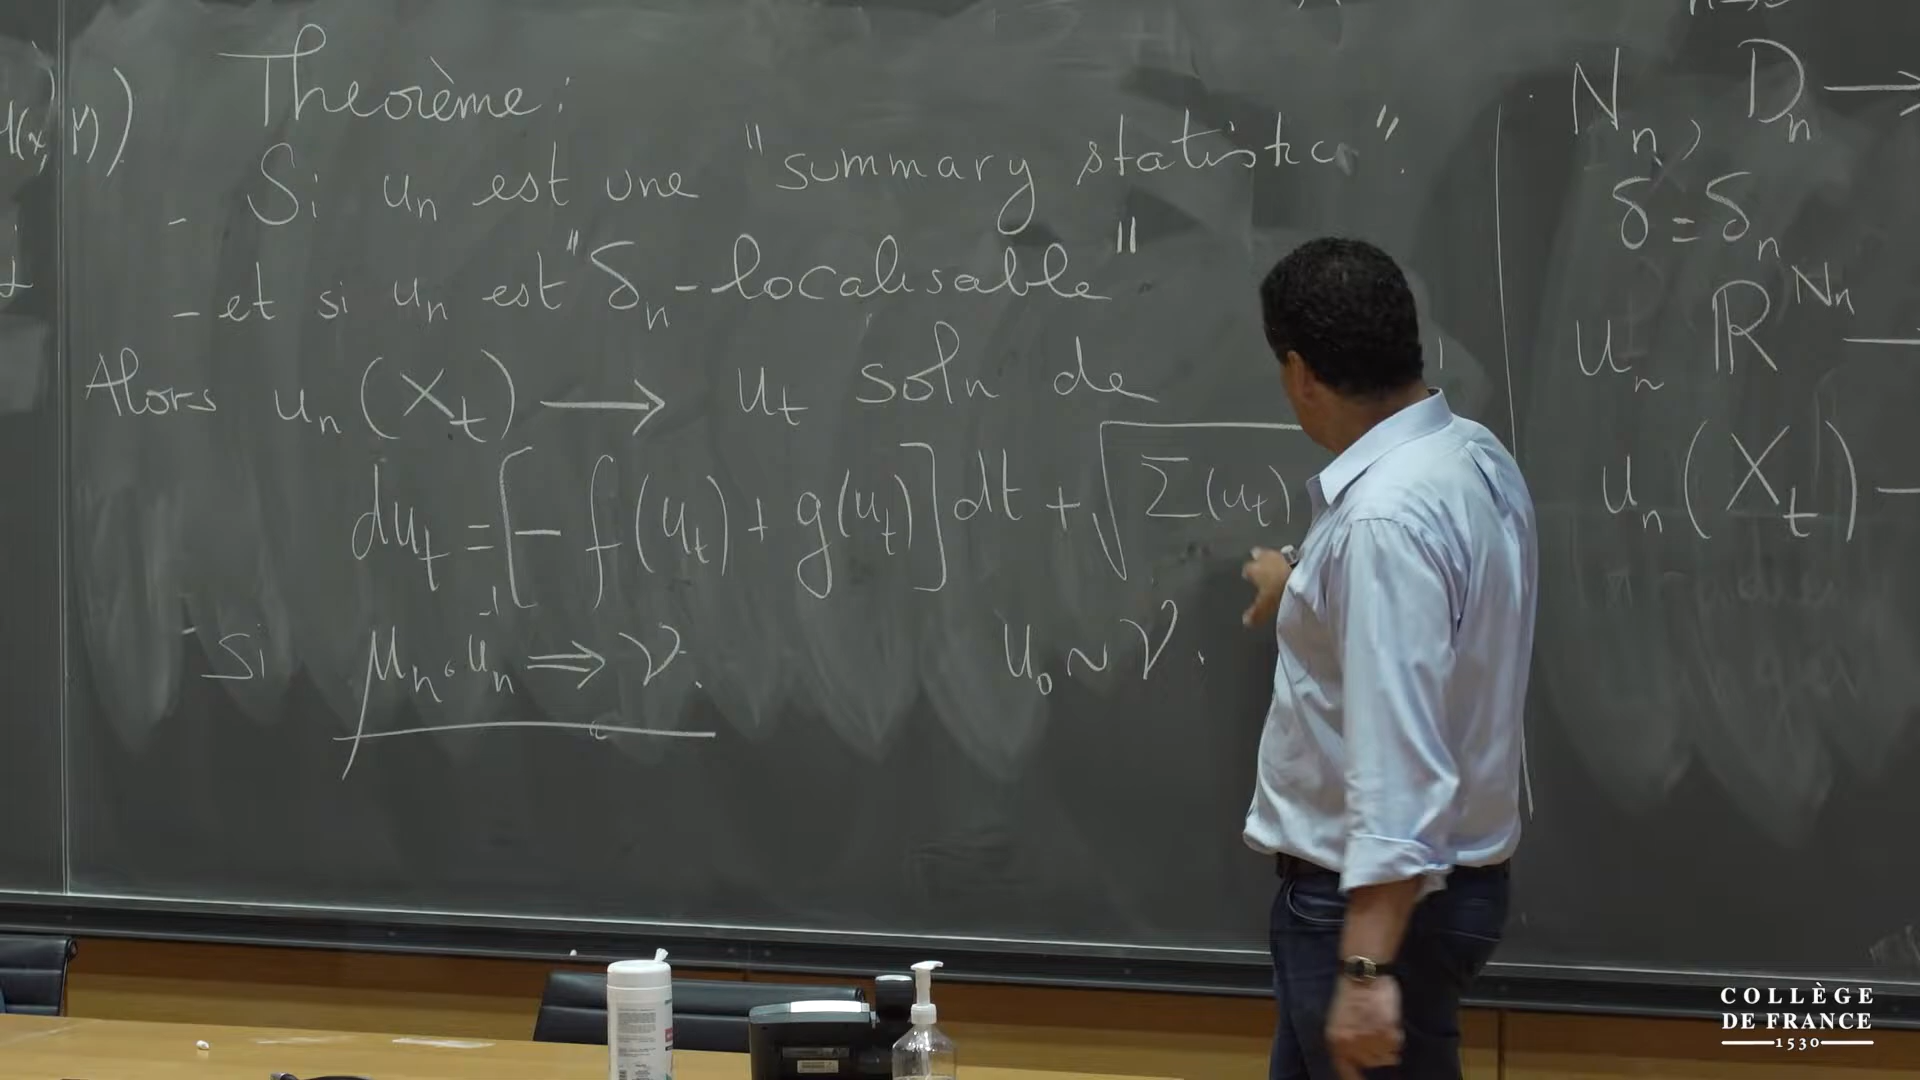 Theorème :
- Si u_n est une "summary statistic".
- et si u_n est "δ_n-localisable"
Alors u_n(X_t) → u_t soln de
du_t = [-f(u_t) + g(u_t)] dt + √Σ(u_t)
- Si μ_n∘u_n^{-1} ⇒ ν. u_0 ~ ν.
N_n, D_n →
δ = δ_n
u_n ℝ^{N_n} →
u_n(X_t) -
COLLÈGE
DE FRANCE
1530